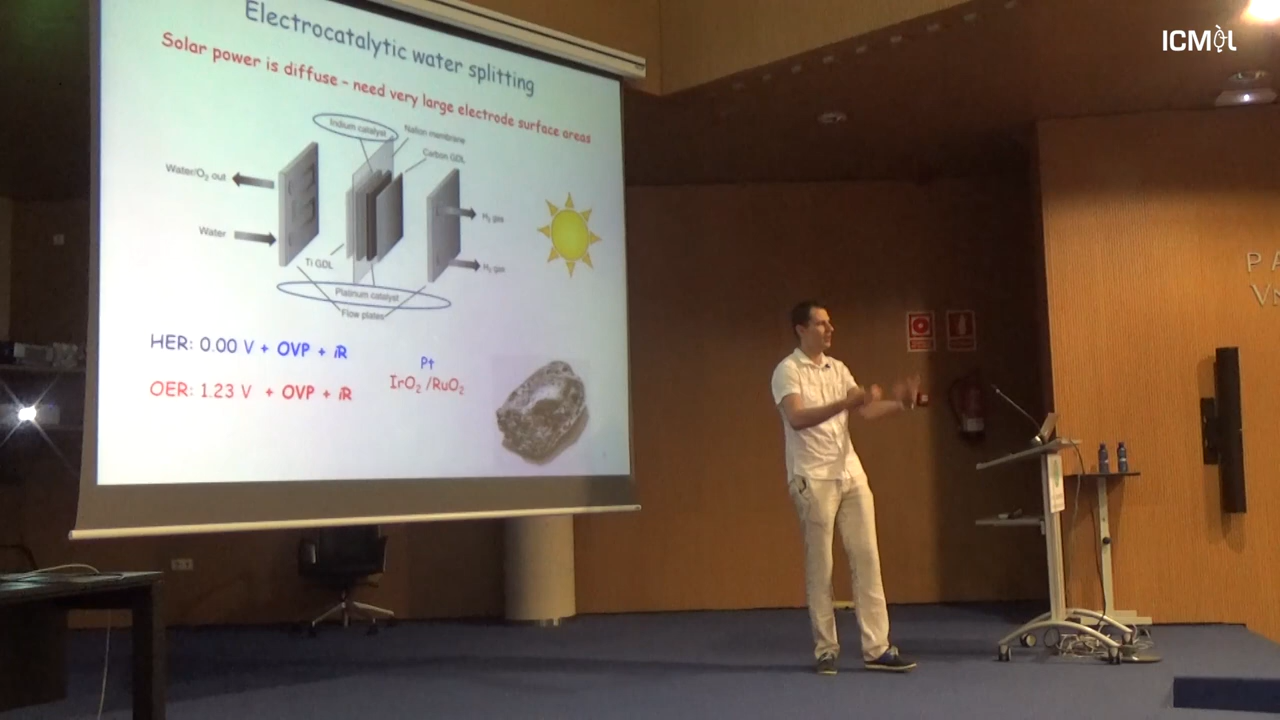 Electrocatalytic water splitting
Solar power is diffuse - need very large electrode surface areas
Iridium catalyst
Nafion membrane
Carbon GDL
Water/O2 out
Water
H2 gas
Ti GDL
H2 gas
Platinum catalyst
Flow plates
HER: 0.00 V + OVP + iR
Pt
OER: 1.23 V + OVP + iR
IrO2 /RuO2
ICMOL
PA